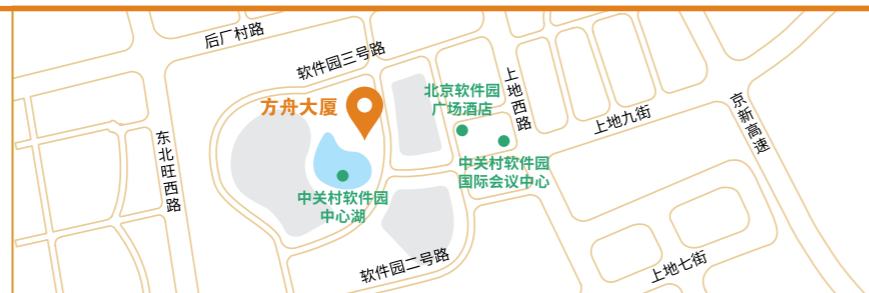 后厂村路
软件园三号路
方舟大厦
北京软件园
广场酒店
上地西路
上地九街
京新高速
东北旺西路
中关村软件园
国际会议中心
中关村软件园
中心湖
软件园二号路
上地七街